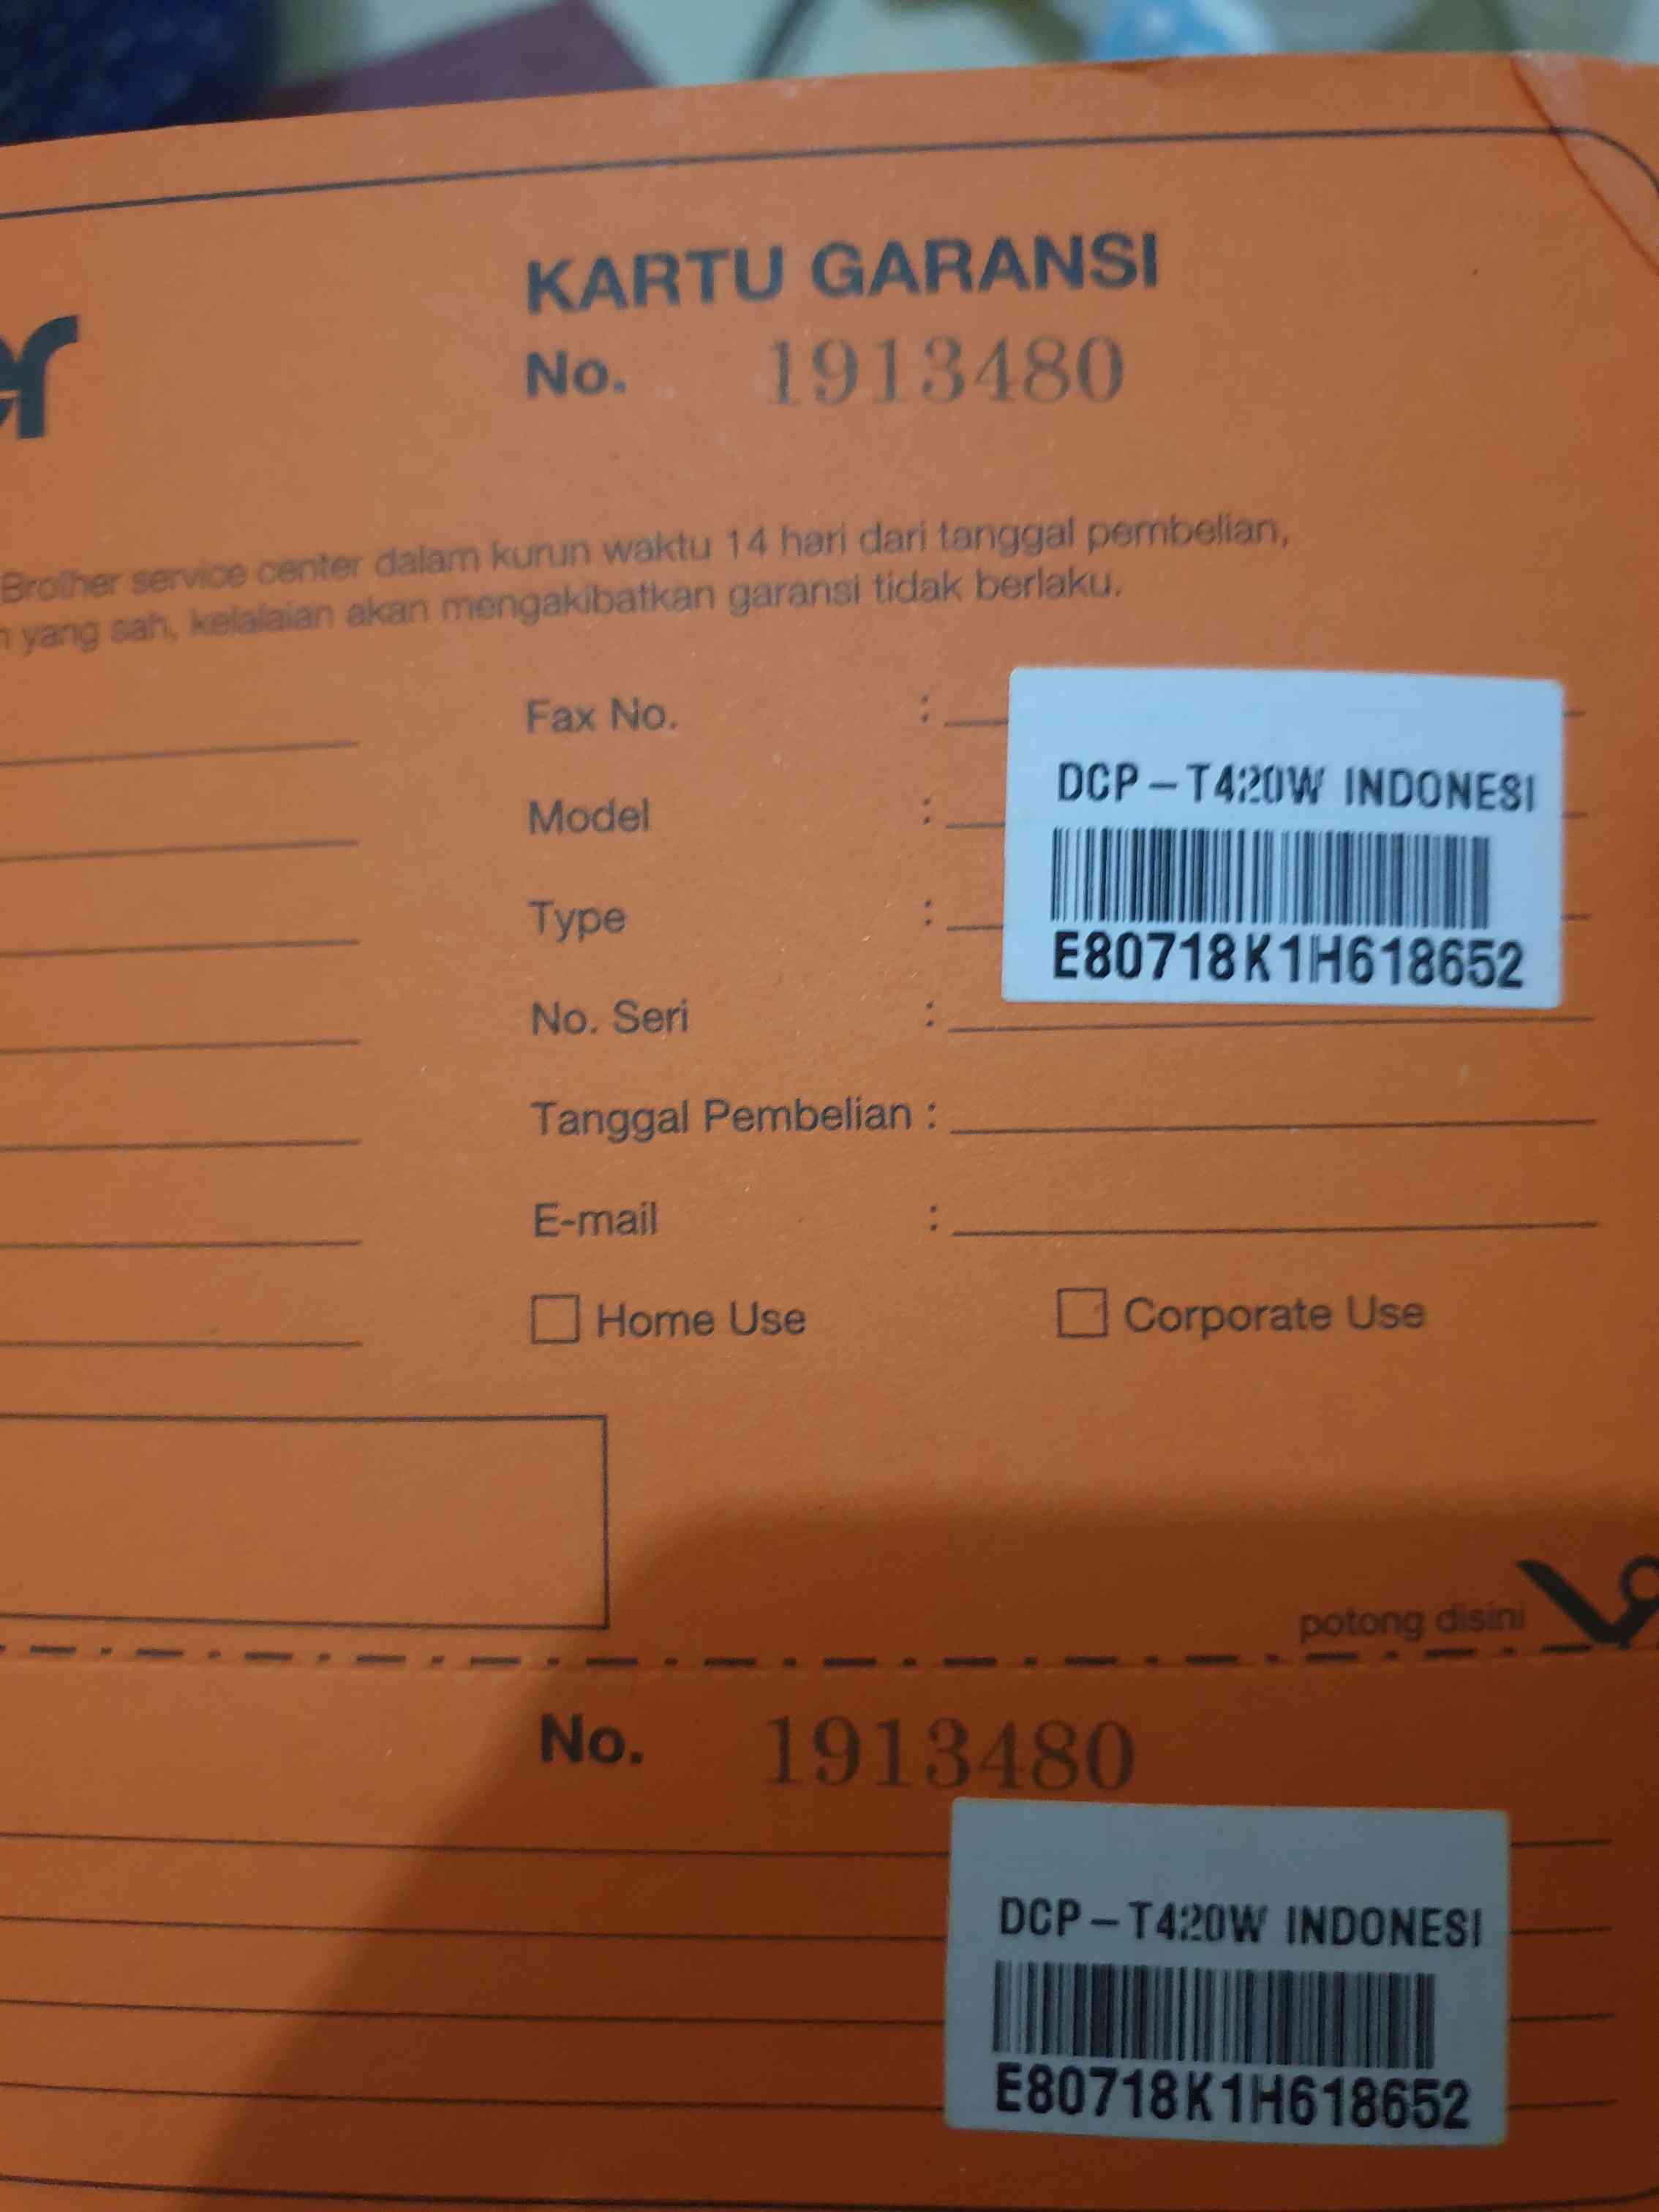 KARTU GARANSI
No. 1913480
Brother service center dalam kurun waktu 14 hari dari tanggal pembelian,
yang sah, kelalaian akan mengakibatkan garansi tidak berlaku.
Fax No. :
Model :
Type :
No. Seri :
Tanggal Pembelian :
E-mail :
DCP-T420W INDONESI
E80718K1H618652
Home Use
Corporate Use
potong disini
No. 1913480
DCP-T420W INDONESI
E80718K1H618652